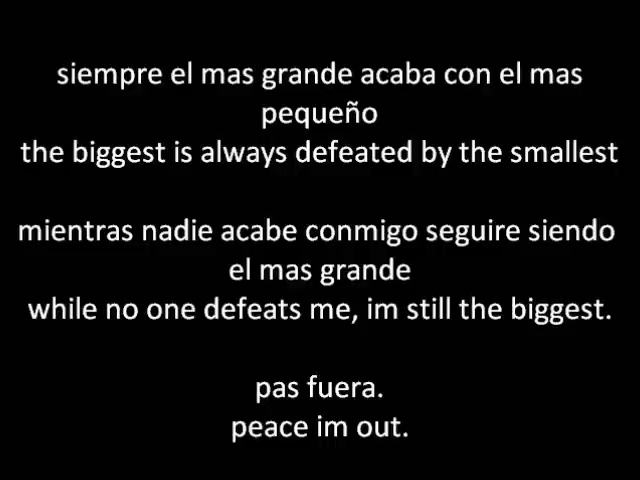 siempre el mas grande acaba con el mas
pequeño
the biggest is always defeated by the smallest
mientras nadie acabe conmigo seguire siendo
el mas grande
while no one defeats me, im still the biggest.
pas fuera.
peace im out.